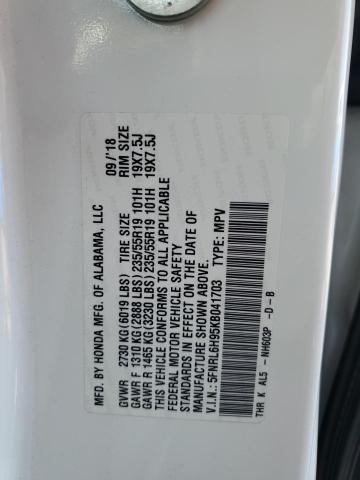 MFD. BY HONDA MFG. OF ALABAMA, LLC 09/'18
TIRE SIZE RIM SIZE
GVWR 2730 KG(6019 LBS)
GAWR F 1310 KG(2888 LBS)235/55R19 101H 19X7.5J
GAWR R 1465 KG(3230 LBS)235/55R19 101H 19X7.5J
THIS VEHICLE CONFORMS TO ALL APPLICABLE
FEDERAL MOTOR VEHICLE SAFETY
STANDARDS IN EFFECT ON THE DATE OF
MANUFACTURE SHOWN ABOVE.
V.I.N.: 5FNRL6H95KB041703 TYPE: MPV
THR K AL5 - NH603P -D-B